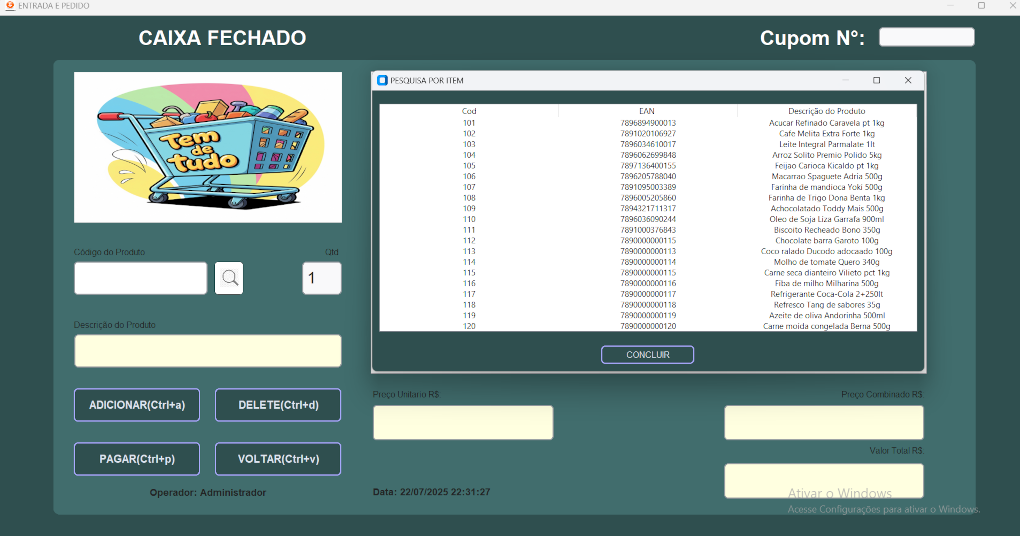 ENTRADA E PEDIDO
CAIXA FECHADO
Cupom N°:
Tem
de
tudo
PESQUISA POR ITEM
Cod EAN Descrição do Produto
101 7896894900013 Acucar Refinado Caravela pt 1kg
102 7891020106927 Cafe Melita Extra Forte 1kg
103 7896034610017 Leite Integral Parmalate 1lt
104 7896062699848 Arroz Solito Premio Polido 5kg
105 7897136400155 Feijao Carioca Kicaldo pt 1kg
106 7896205788040 Macarrao Spaguete Adria 500g
107 7891095003389 Farinha de mandioca Yoki 500g
108 7896005205860 Farinha de Trigo Dona Benta 1kg
109 7894321711317 Achocolatado Toddy Mais 500g
110 7896036090244 Oleo de Soja Liza Garrafa 900ml
111 7891000376843 Biscoito Recheado Bono 350g
112 7890000000115 Chocolate barra Garoto 100g
113 7890000000113 Coco ralado Ducodo adocaado 100g
114 7890000000114 Molho de tomate Quero 340g
115 7890000000115 Carne seca dianteiro Vilieto pct 1kg
116 7890000000116 Fiba de milho Milharina 500g
117 7890000000117 Refrigerante Coca-Cola 2+250lt
118 7890000000118 Refresco Tang de sabores 35g
119 7890000000119 Azeite de oliva Andorinha 500ml
120 7890000000120 Carne moida congelada Berna 500g
CONCLUIR
Código do Produto Qtd
1
Descrição do Produto
ADICIONAR(Ctrl+a) DELETE(Ctrl+d)
PAGAR(Ctrl+p) VOLTAR(Ctrl+v)
Operador: Administrador
Preço Unitario R$ Preço Combinado R$
Valor Total R$
Data: 22/07/2025 22:31:27
Ativar o Windows
Acesse Configurações para ativar o Windows.